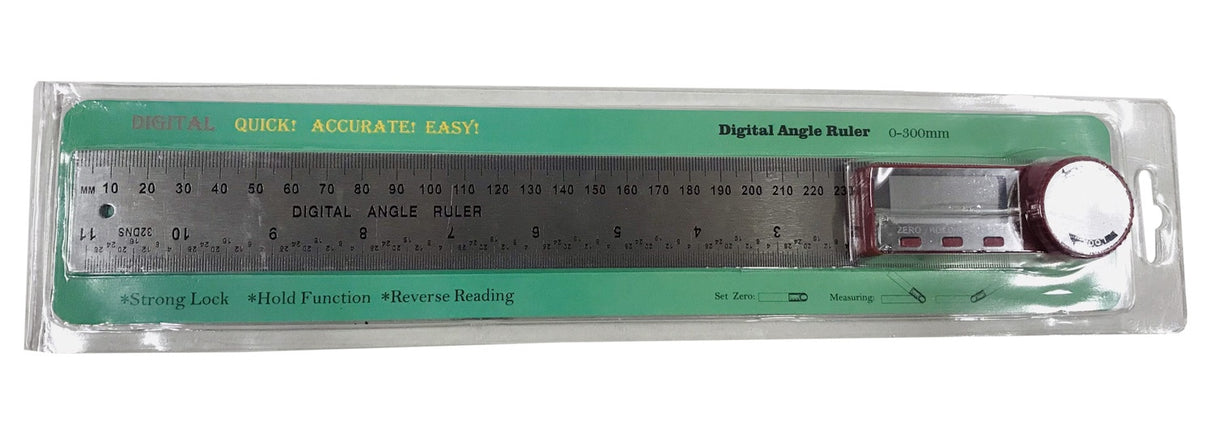 DIGITAL QUICK! ACCURATE! EASY!
Digital Angle Ruler 0-300mm
MM 10 20 30 40 50 60 70 80 90 100 110 120 130 140 150 160 170 180 190 200 210 220
DIGITAL ANGLE RULER
ZERO
11 32DNS 10 9 8 7 6 5 4 3
*Strong Lock *Hold Function *Reverse Reading
Set Zero: Measuring: